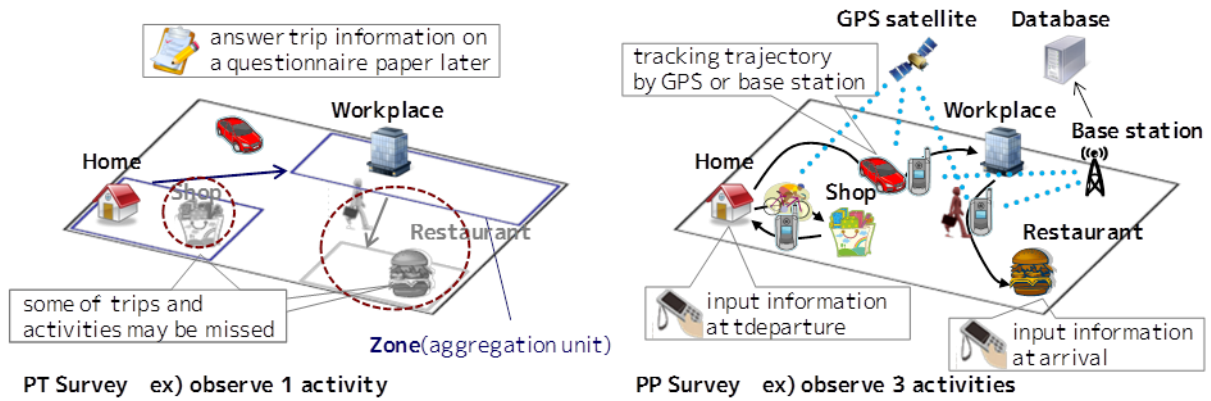 answer trip information on
a questionnaire paper later
Workplace
Home
Shop
Restaurant
some of trips and
activities may be missed
Zone(aggregation unit)
PT Survey ex) observe 1 activity
GPS satellite
Database
tracking trajectory
by GPS or base station
Workplace
Base station
Home
Shop
Restaurant
input information
at tdeparture
input information
at arrival
PP Survey ex) observe 3 activities